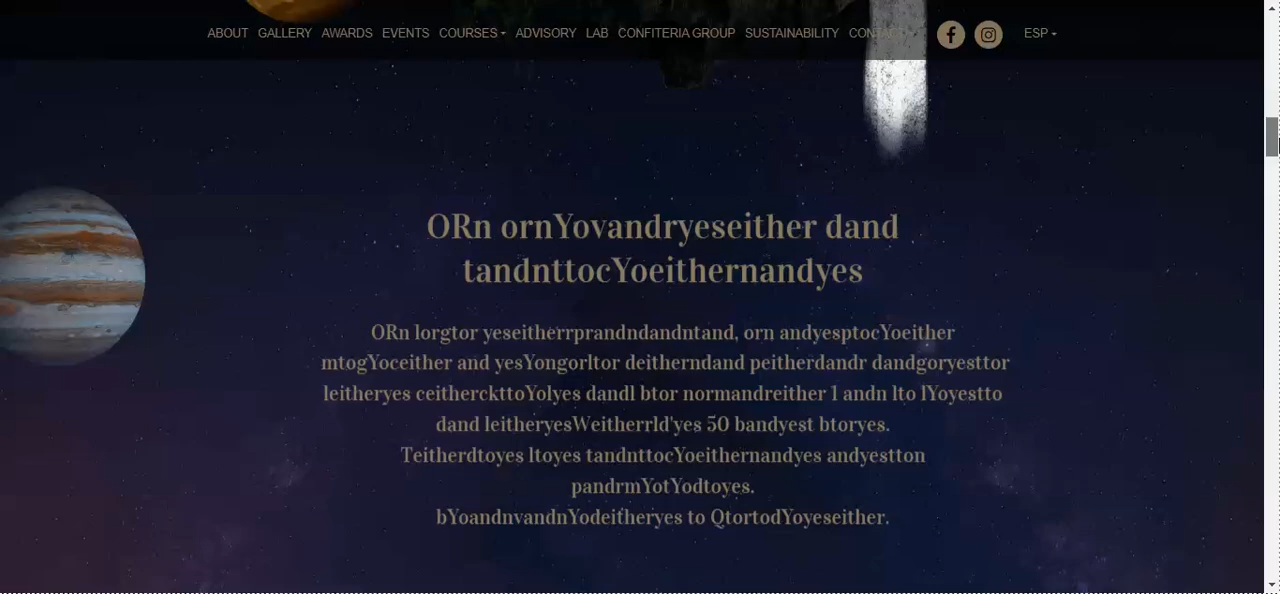 ABOUT GALLERY AWARDS EVENTS COURSES ADVISORY LAB CONFITERIA GROUP SUSTAINABILITY CONTACT ESP
ORn ornYovandryeseither dand
tandnttocYoeithernandyes
ORn lorgtor yeseitherrprandndandntand, orn andyesptocYoeither
mtogYoceither and yesYongorltor deitherndand peitherdandr dandgoryesttor
leitheryes ceitherckttoYolyes dandl btor normandreither 1 andn lto lYoyestto
dand leitheryesWeitherrld'yes 50 bandyest btoryes.
Teitherdtoyes ltoyes tandnttocYoeithernandyes andyestton
pandrmYotYodtoyes.
bYoandnvandnYodeitheryes to QtortodYoyeseither.